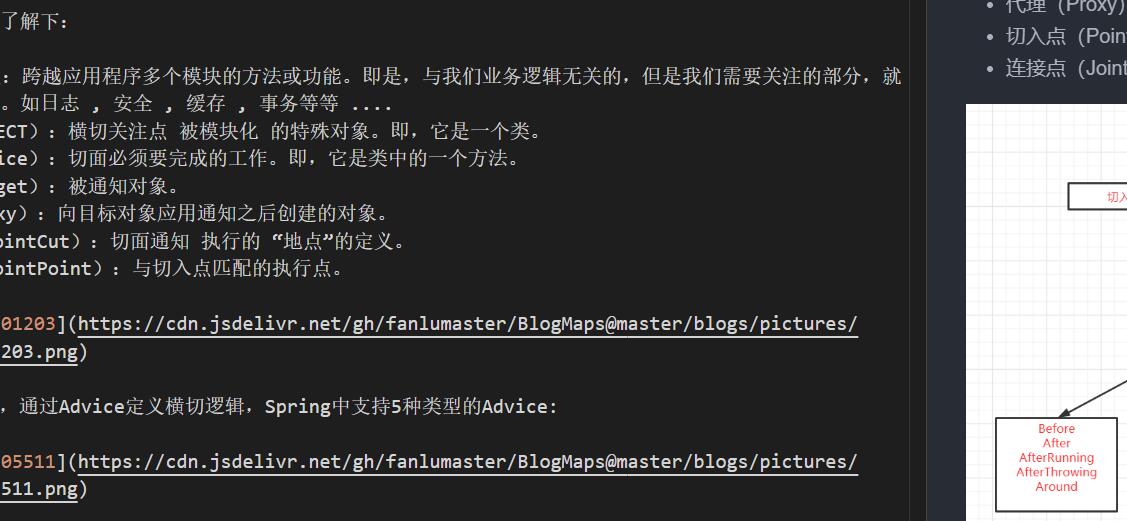 了解下：
：跨越应用程序多个模块的方法或功能。即是，与我们业务逻辑无关的，但是我们需要关注的部分，就
。如日志 , 安全 , 缓存 , 事务等等 ....
ECT）：横切关注点 被模块化 的特殊对象。即，它是一个类。
ice）：切面必须要完成的工作。即，它是类中的一个方法。
get）：被通知对象。
xy）：向目标对象应用通知之后创建的对象。
ointCut）：切面通知 执行的 “地点”的定义。
ointPoint）：与切入点匹配的执行点。
01203](https://cdn.jsdelivr.net/gh/fanlumaster/BlogMaps@master/blogs/pictures/
203.png)
，通过Advice定义横切逻辑，Spring中支持5种类型的Advice:
05511](https://cdn.jsdelivr.net/gh/fanlumaster/BlogMaps@master/blogs/pictures/
511.png)
代理（Proxy）
切入点（Poin
连接点（Joint
切入
Before
After
AfterRunning
AfterThrowing
Around